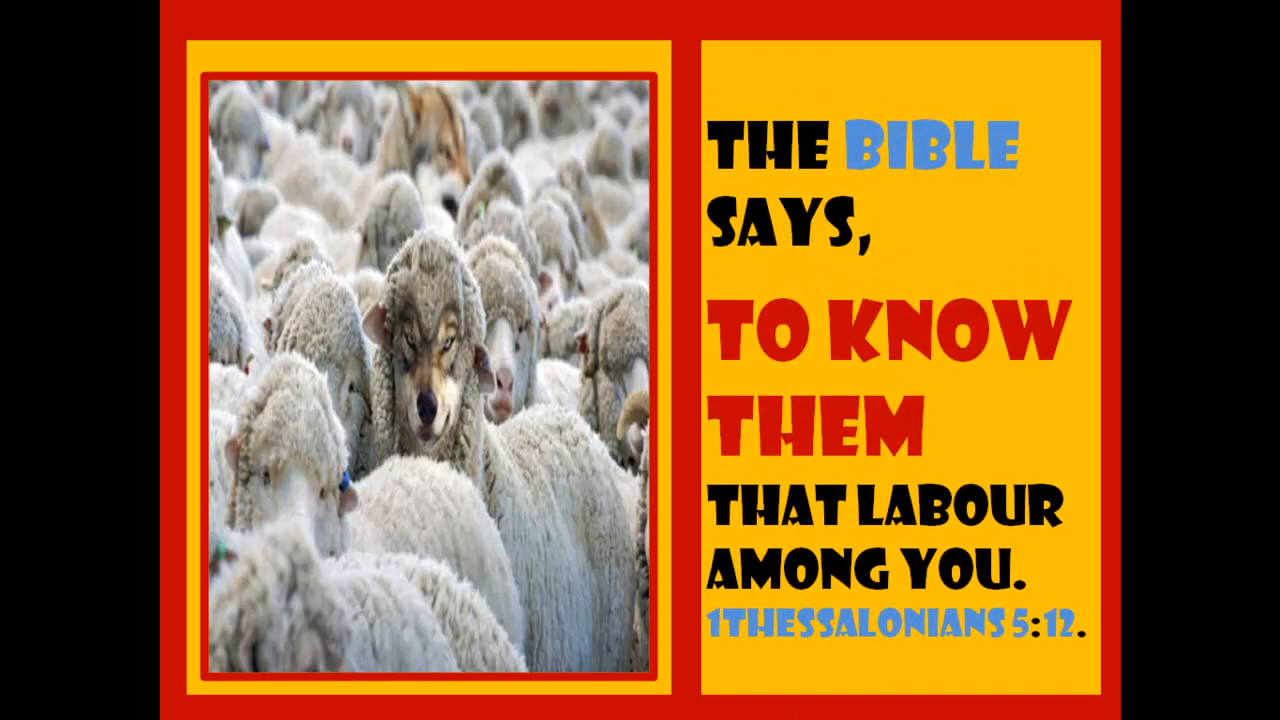 THE BIBLE
SAYS,
TO KNOW
THEM
THAT LABOUR
AMONG YOU.
1THESSALONIANS 5:12.